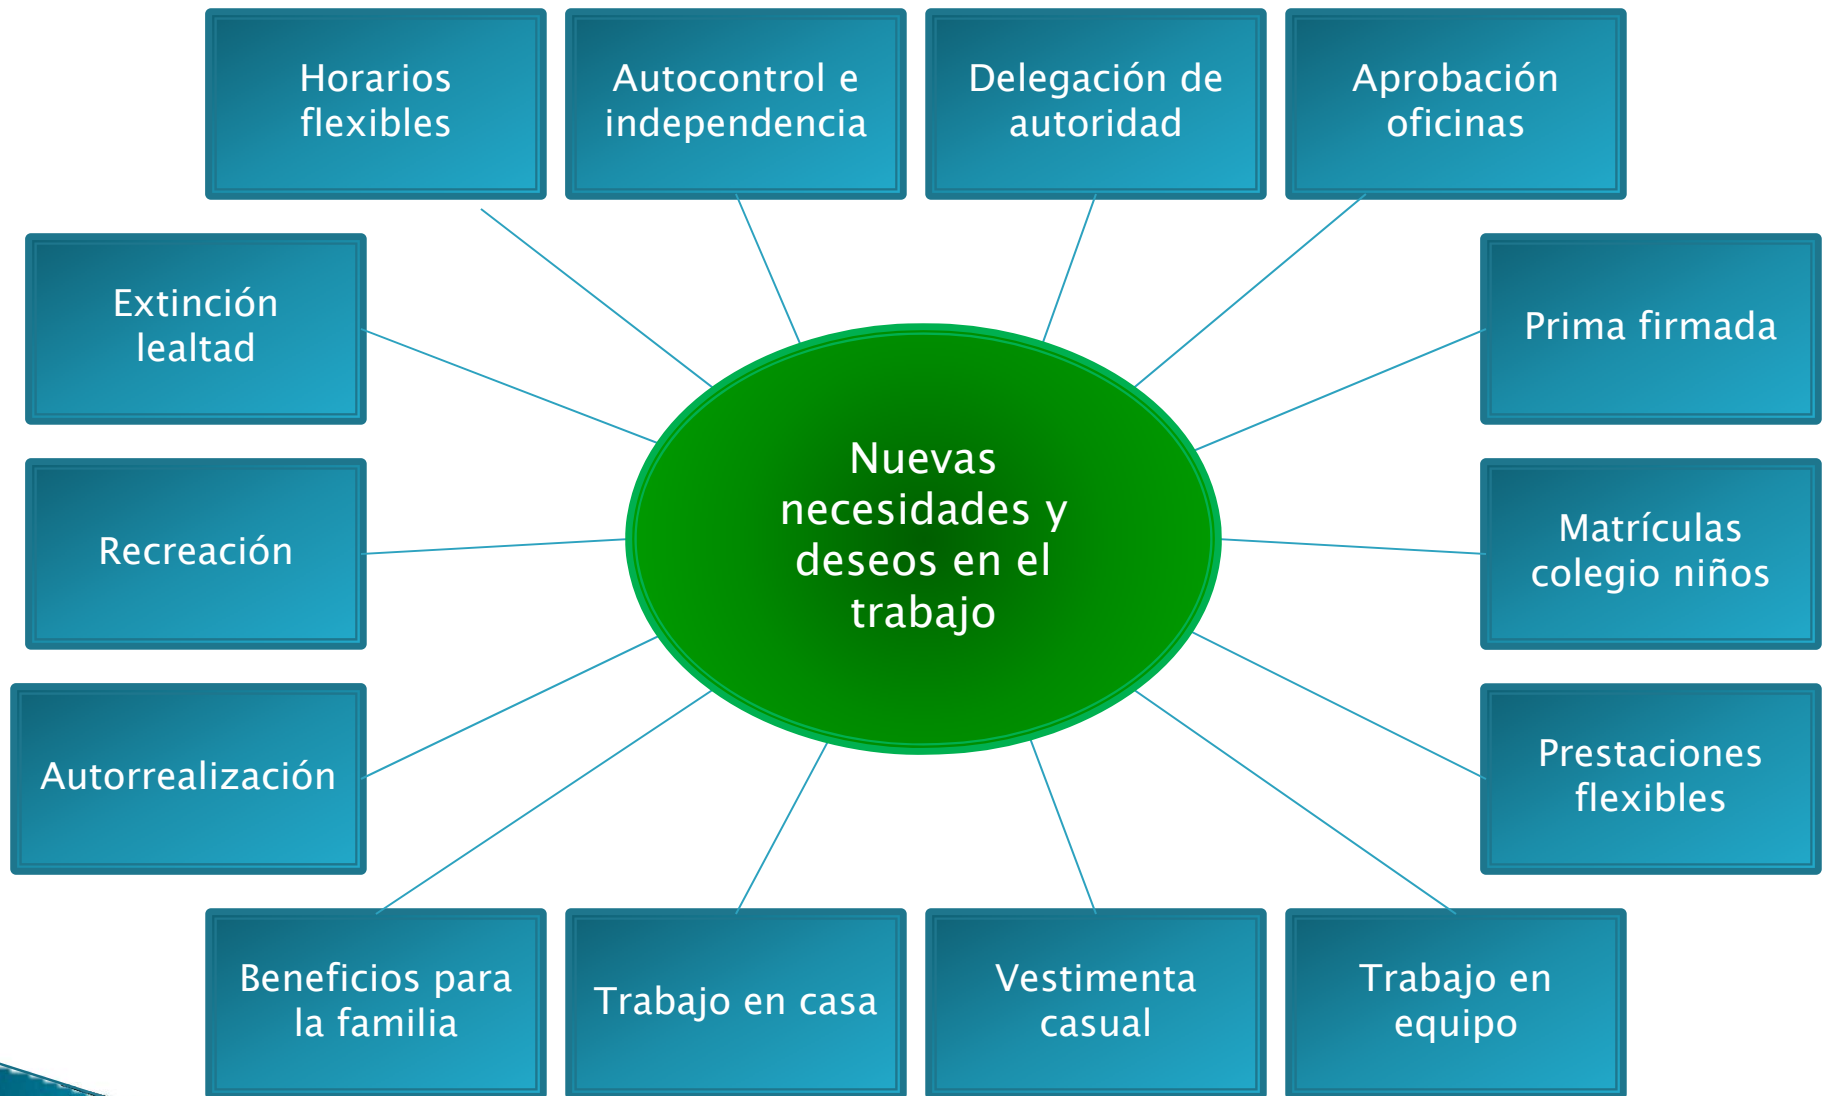 Horarios
flexibles
Autocontrol e
independencia
Delegación de
autoridad
Aprobación
oficinas
Extinción
lealtad
Prima firmada
Nuevas
necesidades y
deseos en el
trabajo
Recreación
Matrículas
colegio niños
Autorrealización
Prestaciones
flexibles
Beneficios para
la familia
Trabajo en casa
Vestimenta
casual
Trabajo en
equipo